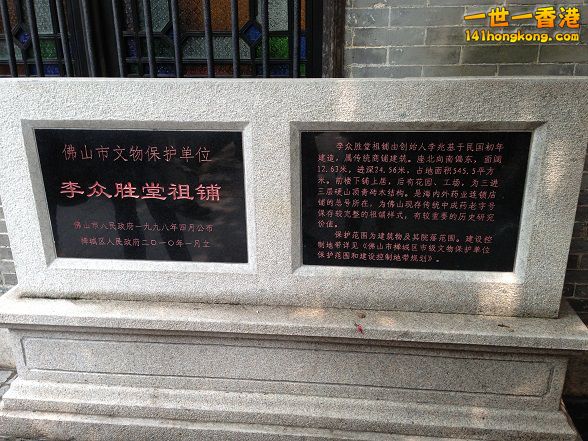 一世一香港
141hongkong.com
佛山市文物保护单位
李众胜堂祖铺
佛山市人民政府一九九八年四月公布
禅城区人民政府二〇一〇年一月立
李众胜堂祖铺由创始人李兆基于民国初年
建造，属传统商铺建筑。座北向南偏东，面阔
12.63米，进深24.56米，占地面积545.5平方
米。前楼下铺上居，后有花园、工场，为三进
三层硬山顶青砖木结构。是海内外药业连锁店
铺的总号所在，为佛山现存传统中成药老字号
保存较完整的祖铺样式，有较重要的历史研究
价值。
保护范围为建筑物及其院落范围。建设控
制地带详见《佛山市禅城区市级文物保护单位
保护范围和建设控制地带规划》。